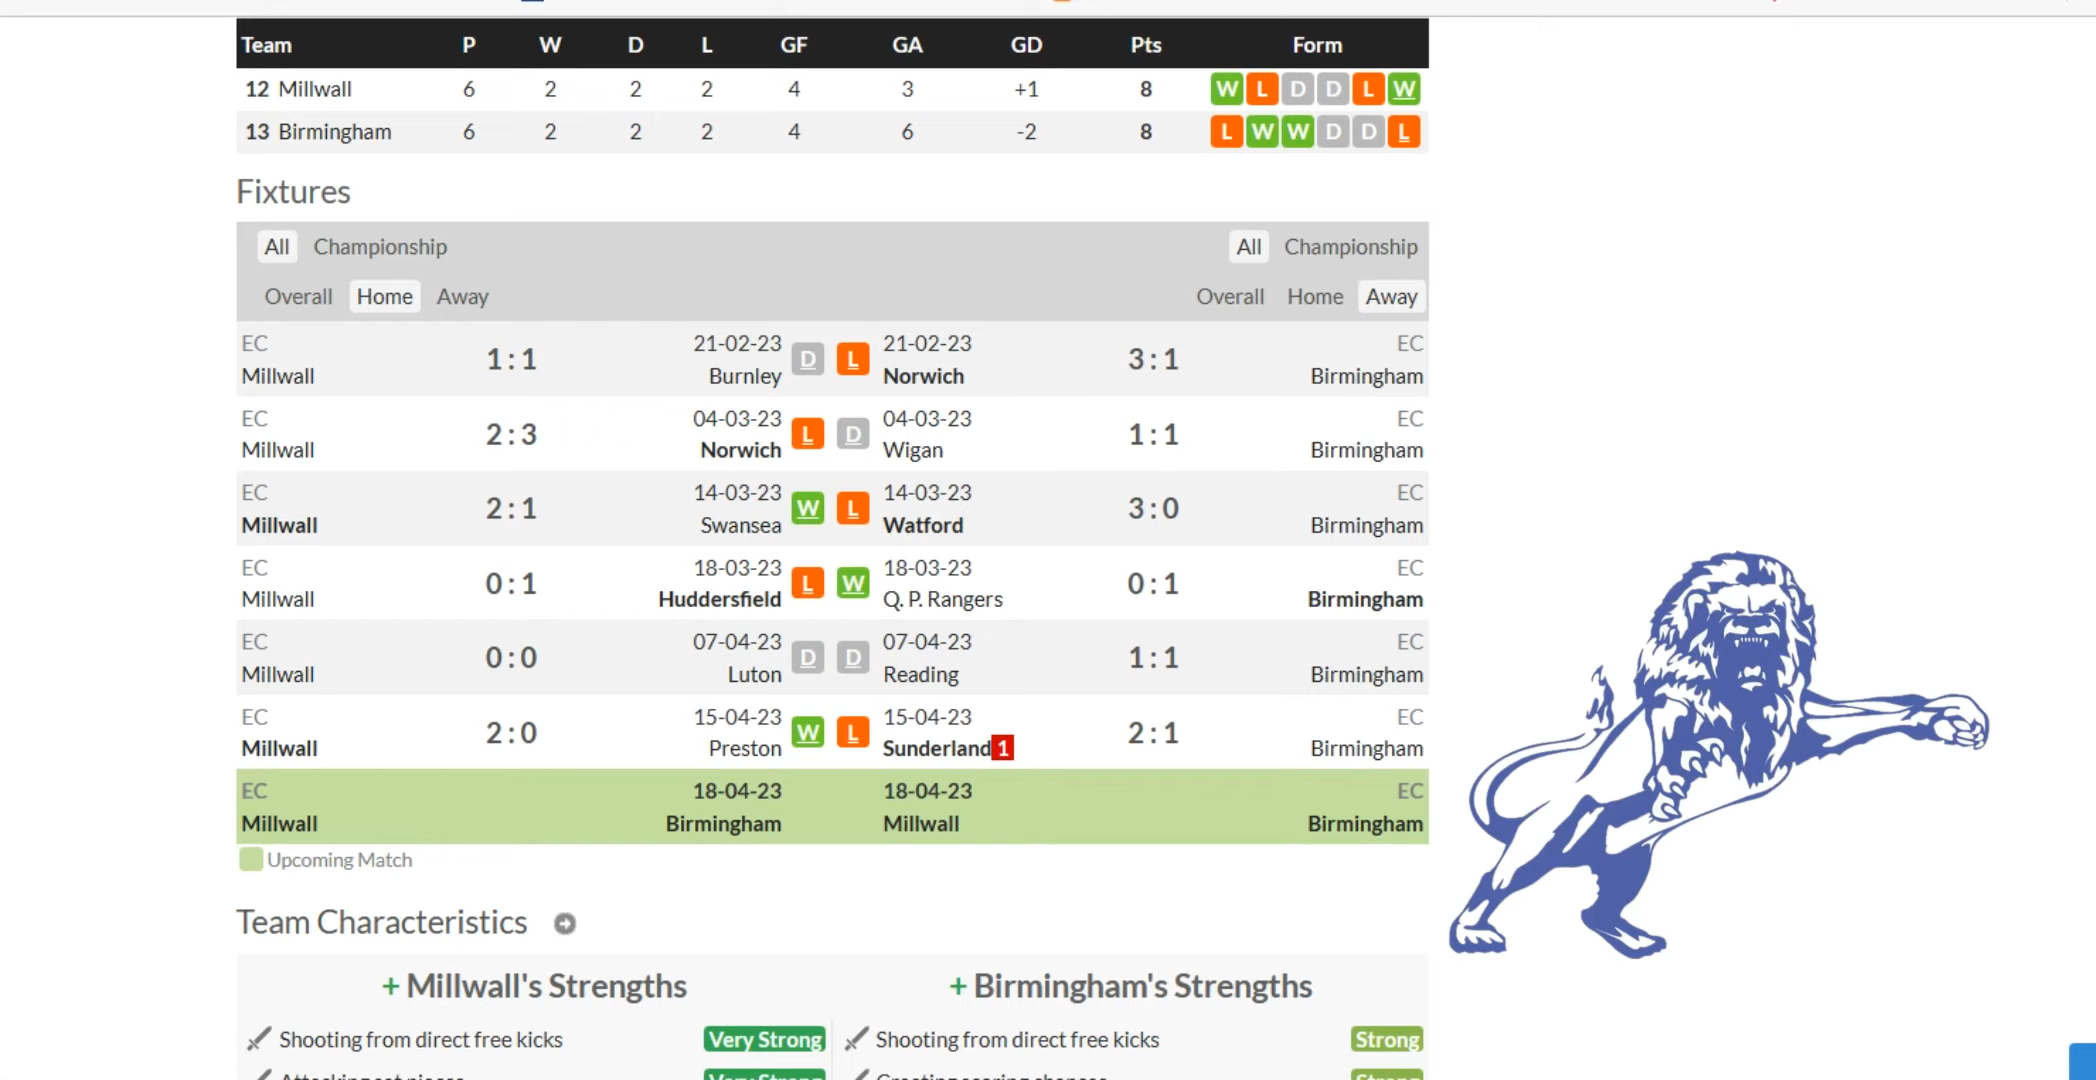 Team P W D L GF GA GD Pts Form
12 Millwall 6 2 2 2 4 3 +1 8 W L D D L W
13 Birmingham 6 2 2 2 4 6 -2 8 L W W D D L
Fixtures
All Championship All Championship
Overall Home Away Overall Home Away
EC 21-02-23 21-02-23 EC
Millwall 1 : 1 Burnley D L Norwich 3 : 1 Birmingham
EC 04-03-23 04-03-23 EC
Millwall 2 : 3 Norwich L D Wigan 1 : 1 Birmingham
EC 14-03-23 14-03-23 EC
Millwall 2 : 1 Swansea W L Watford 3 : 0 Birmingham
EC 18-03-23 18-03-23 EC
Millwall 0 : 1 Huddersfield L W Q. P. Rangers 0 : 1 Birmingham
EC 07-04-23 07-04-23 EC
Millwall 0 : 0 Luton D D Reading 1 : 1 Birmingham
EC 15-04-23 15-04-23 EC
Millwall 2 : 0 Preston W L Sunderland 1 2 : 1 Birmingham
EC 18-04-23 18-04-23 EC
Millwall Birmingham Millwall Birmingham
Upcoming Match
Team Characteristics
+ Millwall's Strengths + Birmingham's Strengths
Shooting from direct free kicks Very Strong Shooting from direct free kicks Strong